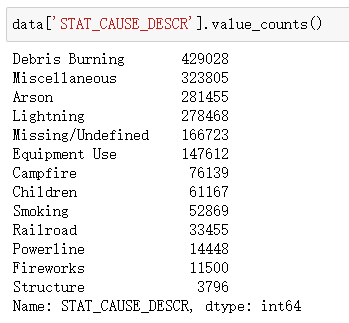 data['STAT_CAUSE_DESCR'].value_counts()
Debris Burning 429028
Miscellaneous 323805
Arson 281455
Lightning 278468
Missing/Undefined 166723
Equipment Use 147612
Campfire 76139
Children 61167
Smoking 52869
Railroad 33455
Powerline 14448
Fireworks 11500
Structure 3796
Name: STAT_CAUSE_DESCR, dtype: int64